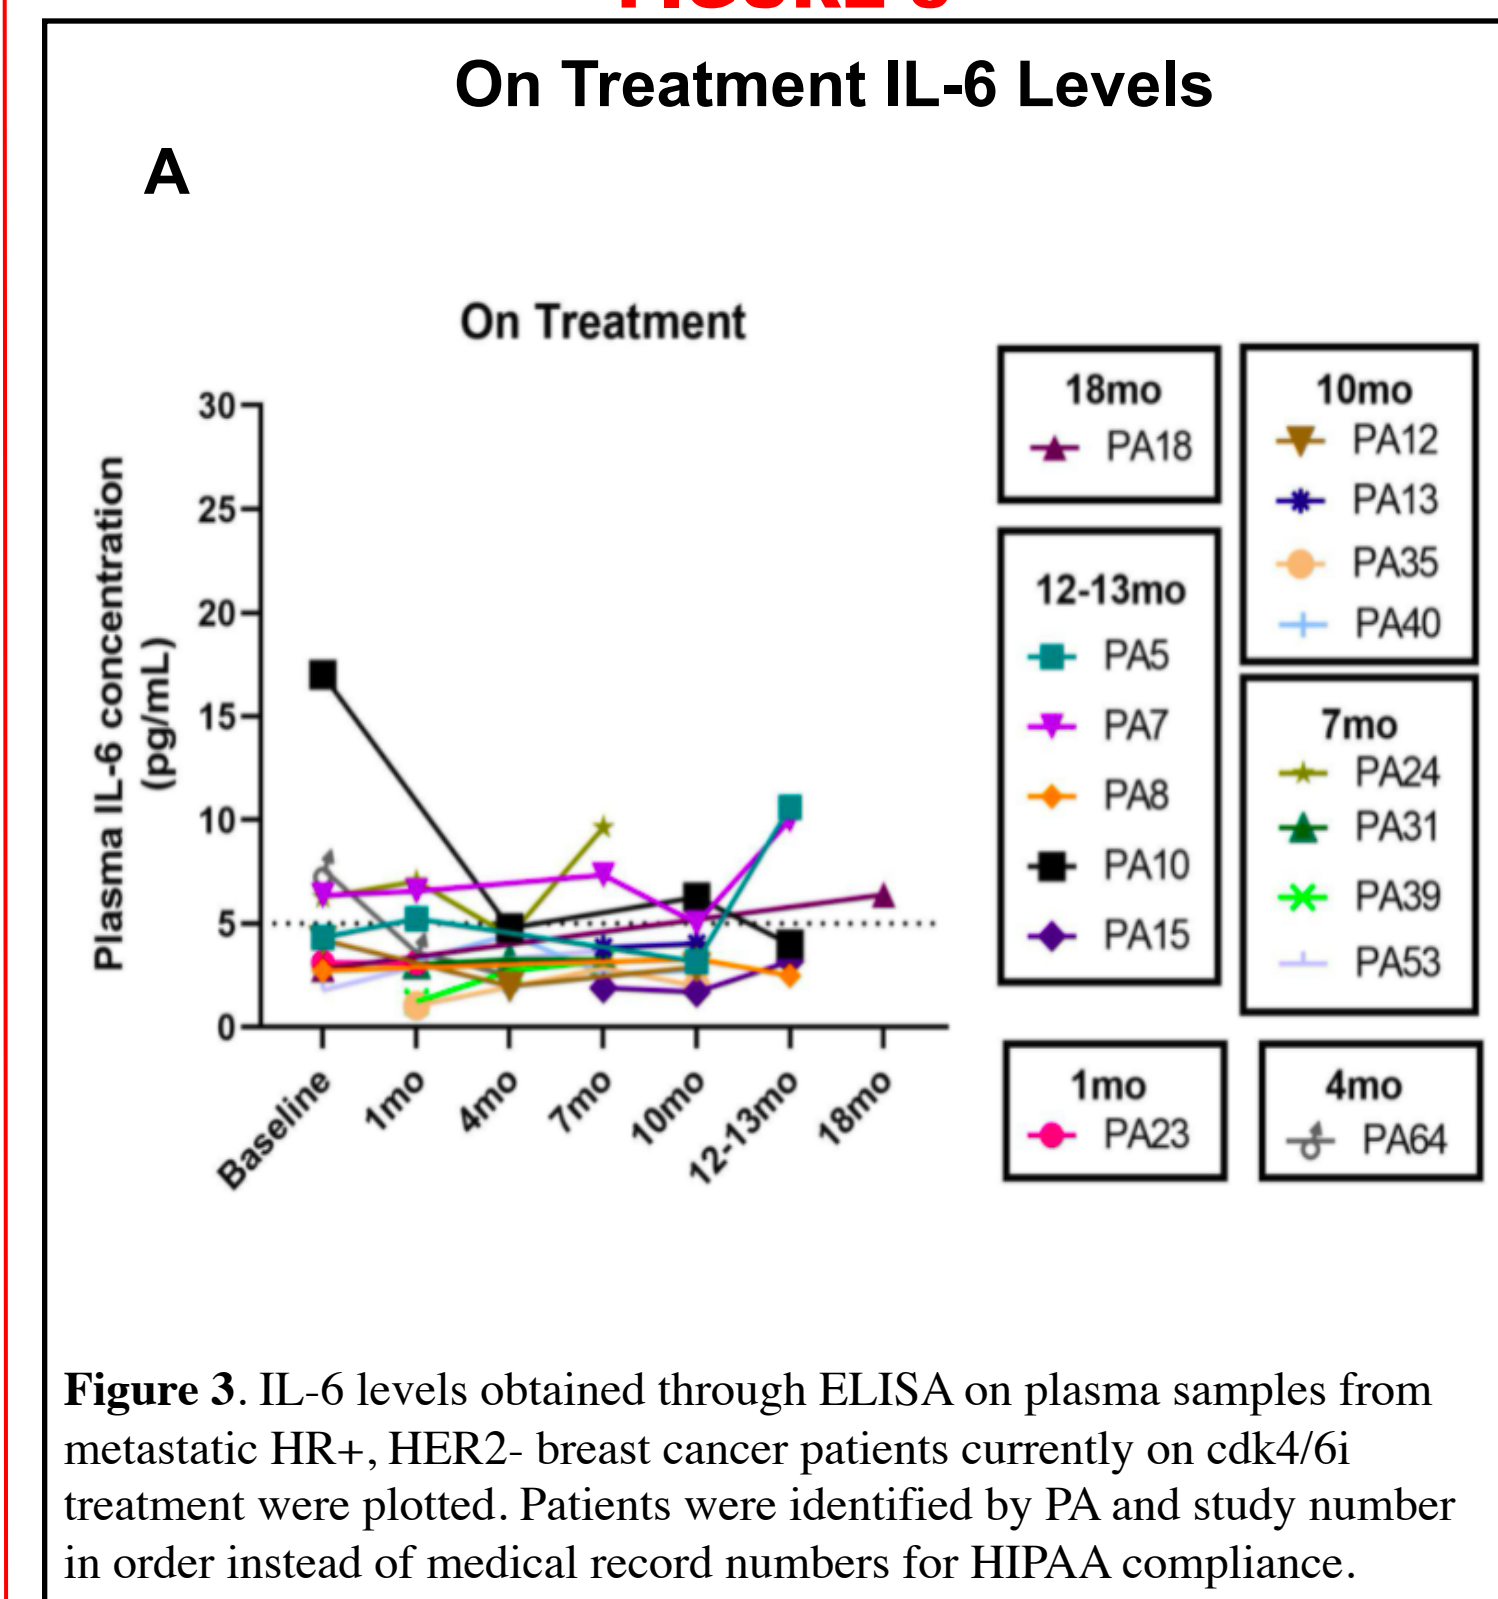 On Treatment IL-6 Levels
A
On Treatment
Plasma IL-6 concentration
(pg/mL)
30
25
20
15
10
5
0
Baseline
1mo
4mo
7mo
10mo
12-13mo
18mo
18mo
PA18
12-13mo
PA5
PA7
PA8
PA10
PA15
10mo
PA12
PA13
PA35
PA40
7mo
PA24
PA31
PA39
PA53
1mo
PA23
4mo
PA64
Figure 3. IL-6 levels obtained through ELISA on plasma samples from
metastatic HR+, HER2- breast cancer patients currently on cdk4/6i
treatment were plotted. Patients were identified by PA and study number
in order instead of medical record numbers for HIPAA compliance.